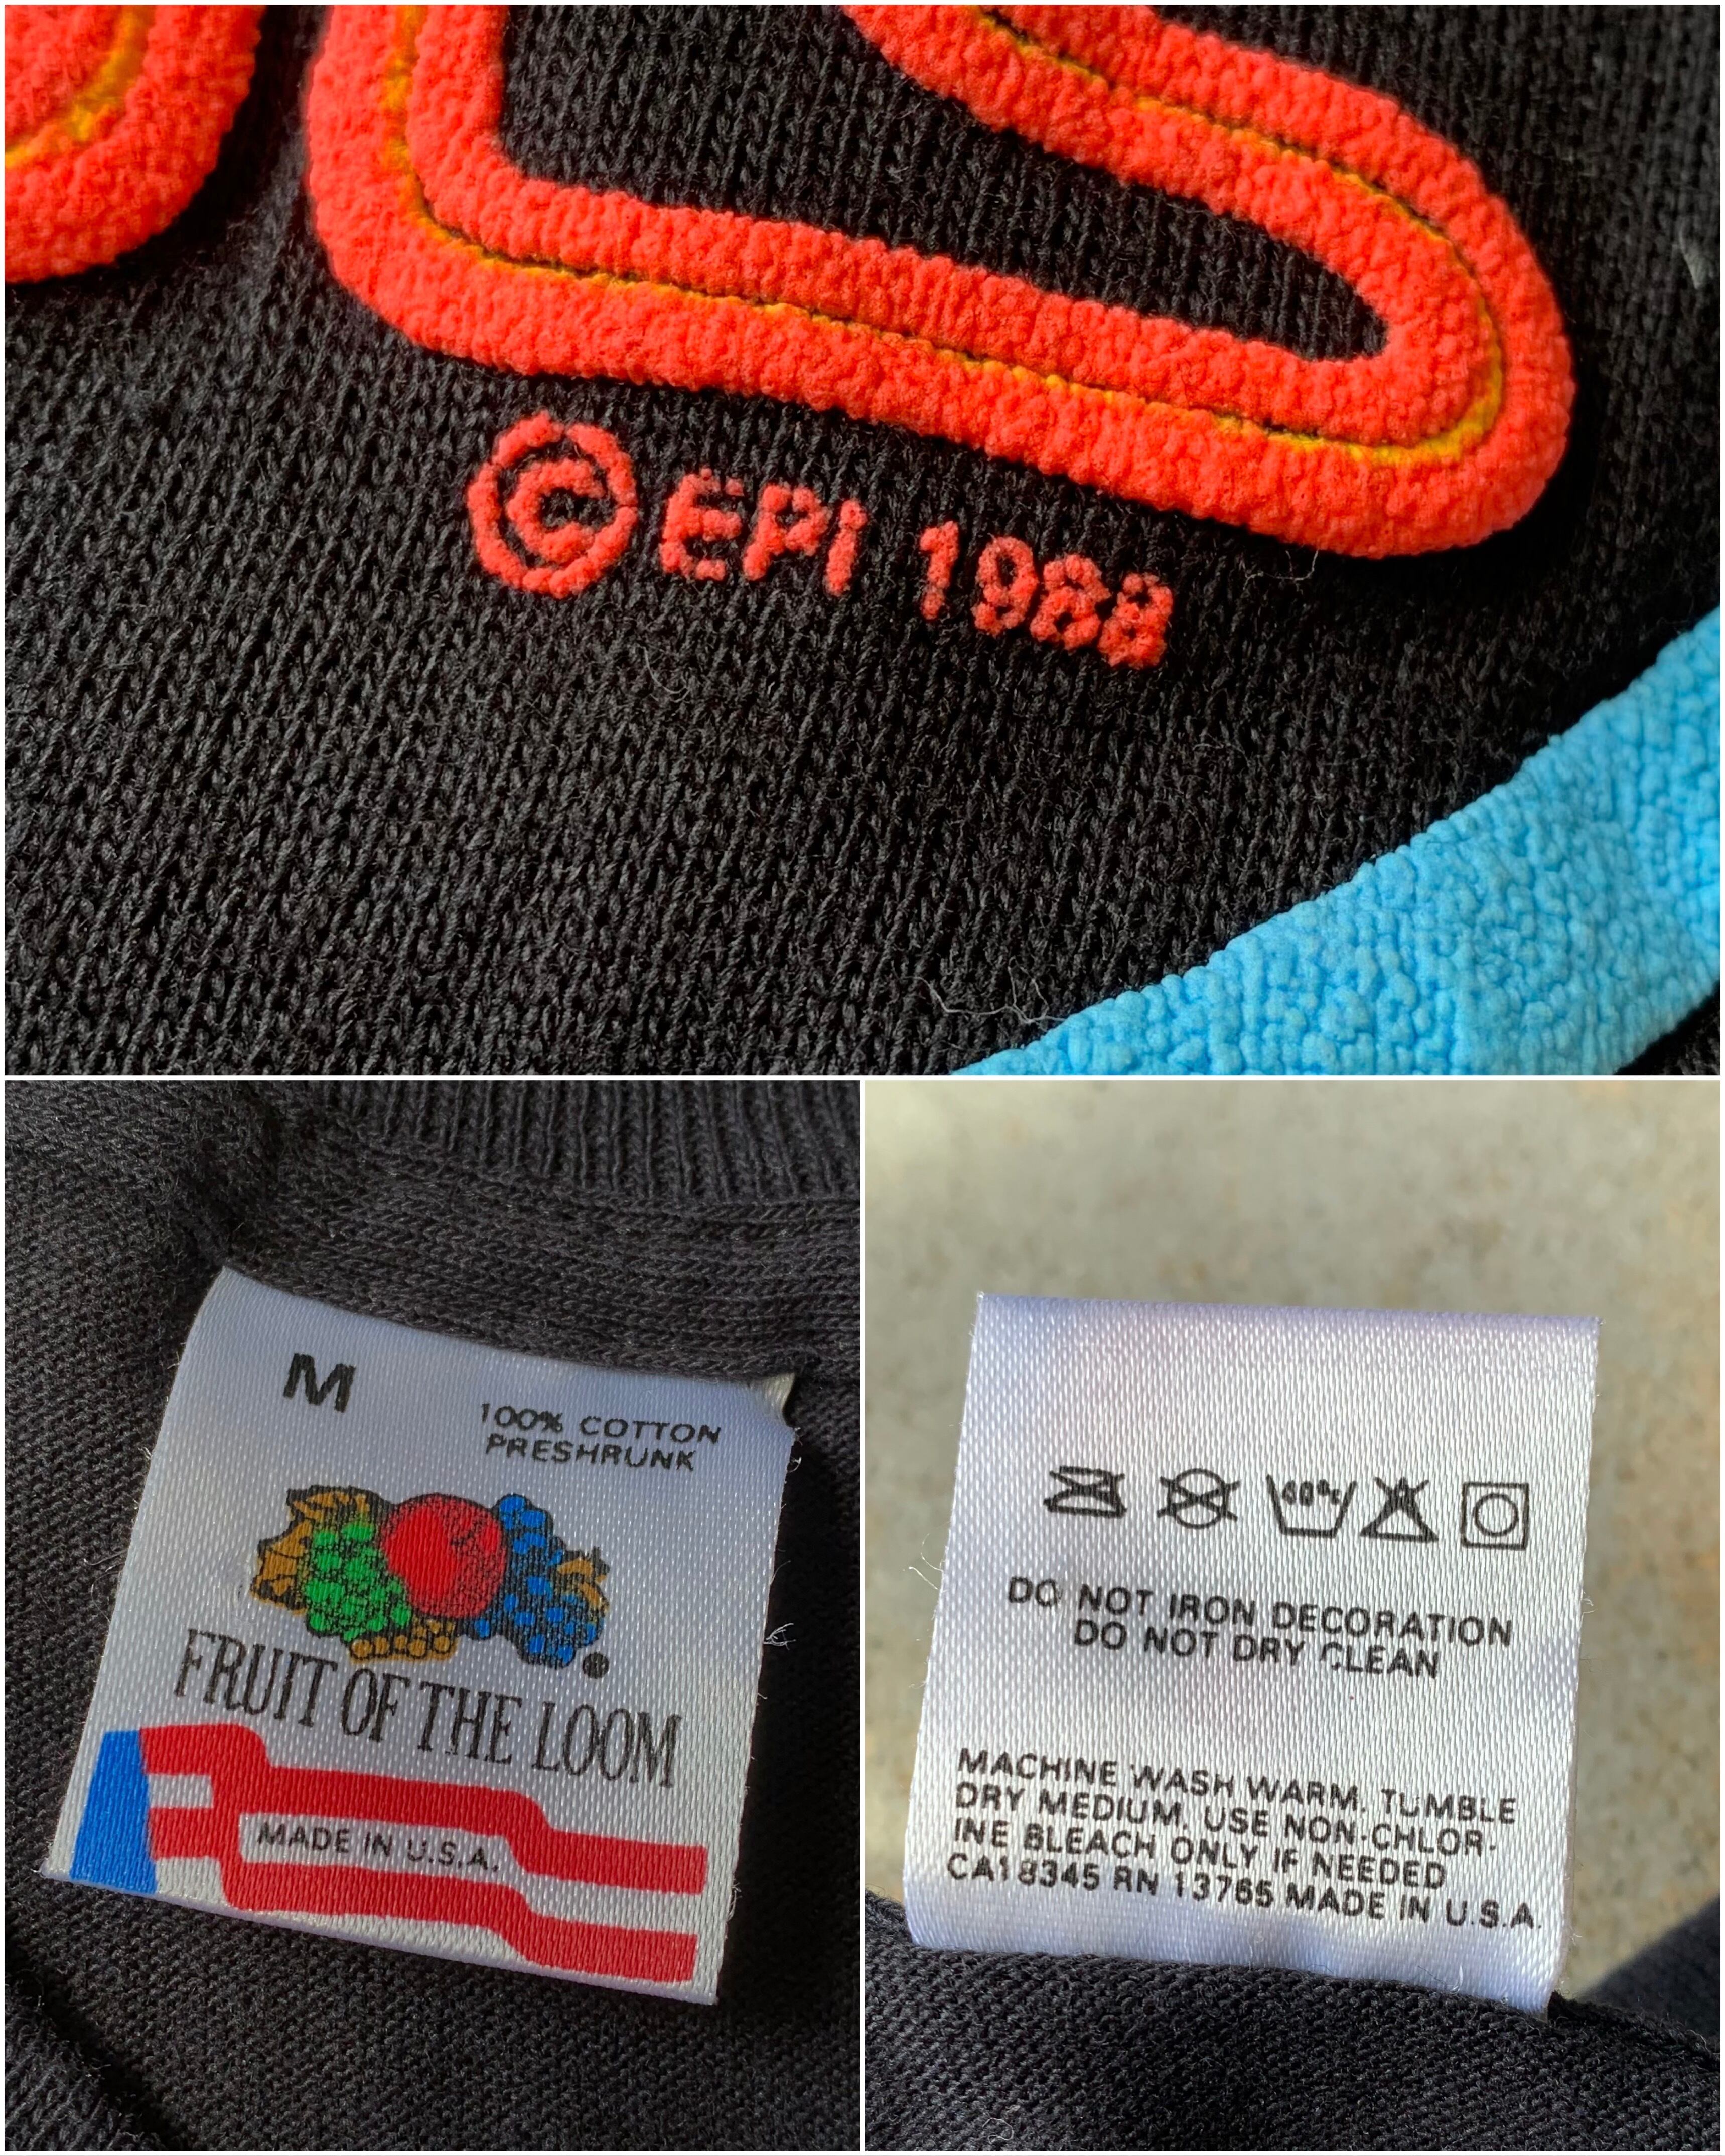 © EPI 1988
M
100% COTTON
PRESHRUNK
FRUIT OF THE LOOM
MADE IN U.S.A.
40°
DO NOT IRON DECORATION
DO NOT DRY CLEAN
MACHINE WASH WARM. TUMBLE
DRY MEDIUM. USE NON-CHLOR-
INE BLEACH ONLY IF NEEDED
CA18345 RN 13765 MADE IN U.S.A.